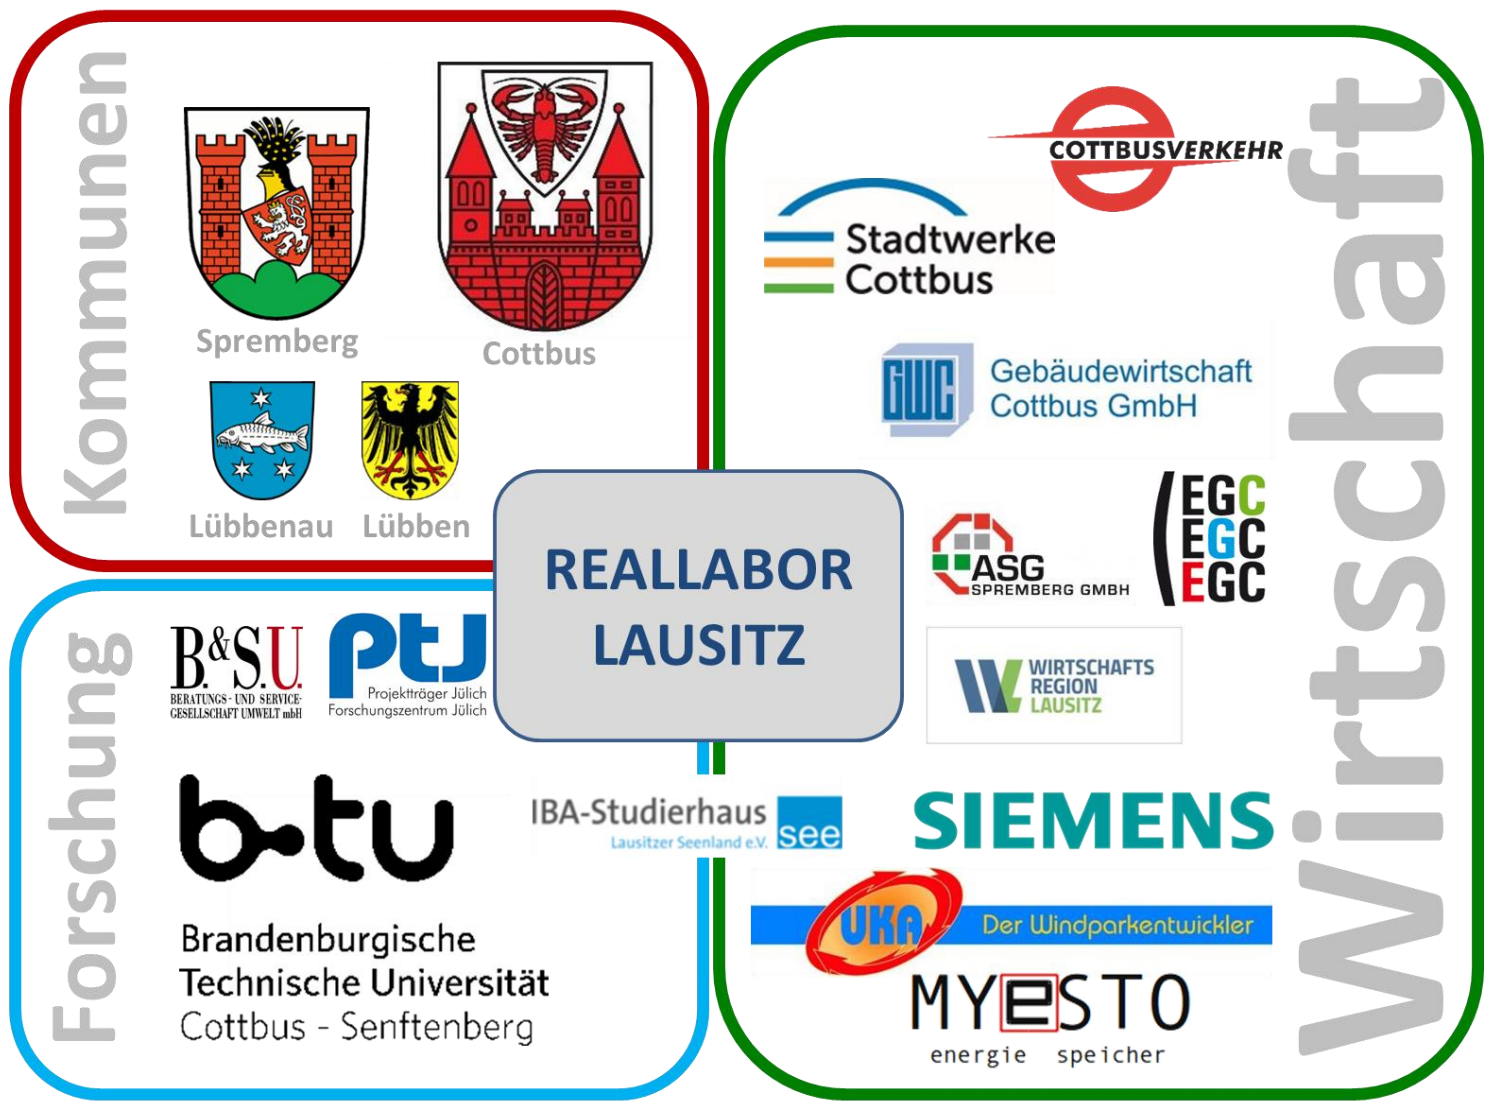 Kommunen
Spremberg
Cottbus
Lübbenau
Lübben
Forschung
B.&S.U.
BERATUNGS- UND SERVICE-
GESELLSCHAFT UMWELT mbH
ptJ
Projektträger Jülich
Forschungszentrum Jülich
b-tu
Brandenburgische
Technische Universität
Cottbus - Senftenberg
IBA-Studierhaus
Lausitzer Seenland e.V.
see
REALLABOR
LAUSITZ
Wirtschaft
COTTBUSVERKEHR
Stadtwerke
Cottbus
GWC
Gebäudewirtschaft
Cottbus GmbH
ASG
SPREMBERG GMBH
EGC
EGC
EGC
WIRTSCHAFTS
REGION
LAUSITZ
SIEMENS
UKA
Der Windparkentwickler
MYeSTO
energie speicher